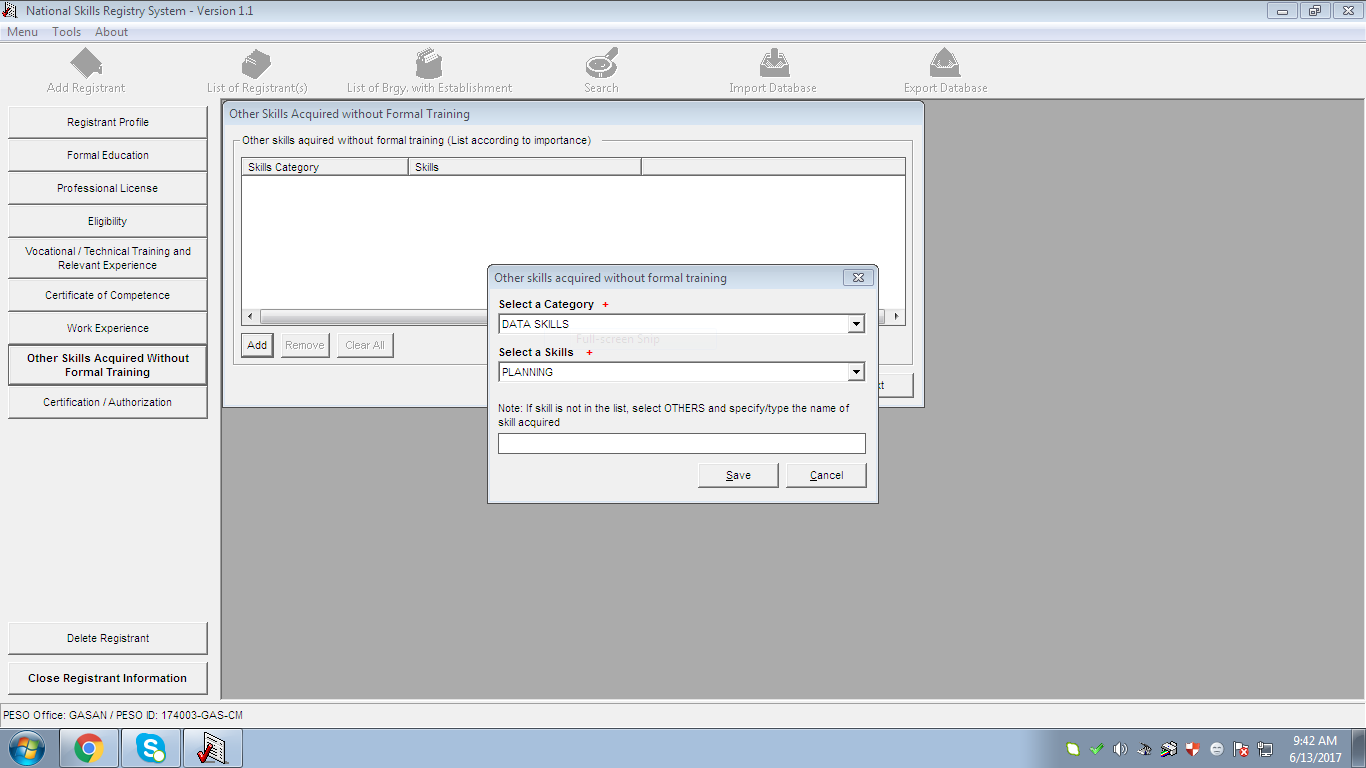 National Skills Registry System - Version 1.1
Menu Tools About
Add Registrant List of Registrant(s) List of Brgy. with Establishment Search Import Database Export Database
Registrant Profile
Formal Education
Professional License
Eligibility
Vocational / Technical Training and
Relevant Experience
Certificate of Competence
Work Experience
Other Skills Acquired Without
Formal Training
Certification / Authorization
Delete Registrant
Close Registrant Information
Other Skills Acquired without Formal Training
Other skills aquired without formal training (List according to importance)
Skills Category Skills
Add Remove Clear All
Other skills acquired without formal training
Select a Category +
DATA SKILLS
Full-screen Snip
Select a Skills +
PLANNING
Note: If skill is not in the list, select OTHERS and specify/type the name of
skill acquired
Save Cancel
PESO Office: GASAN / PESO ID: 174003-GAS-CM
9:42 AM
6/13/2017